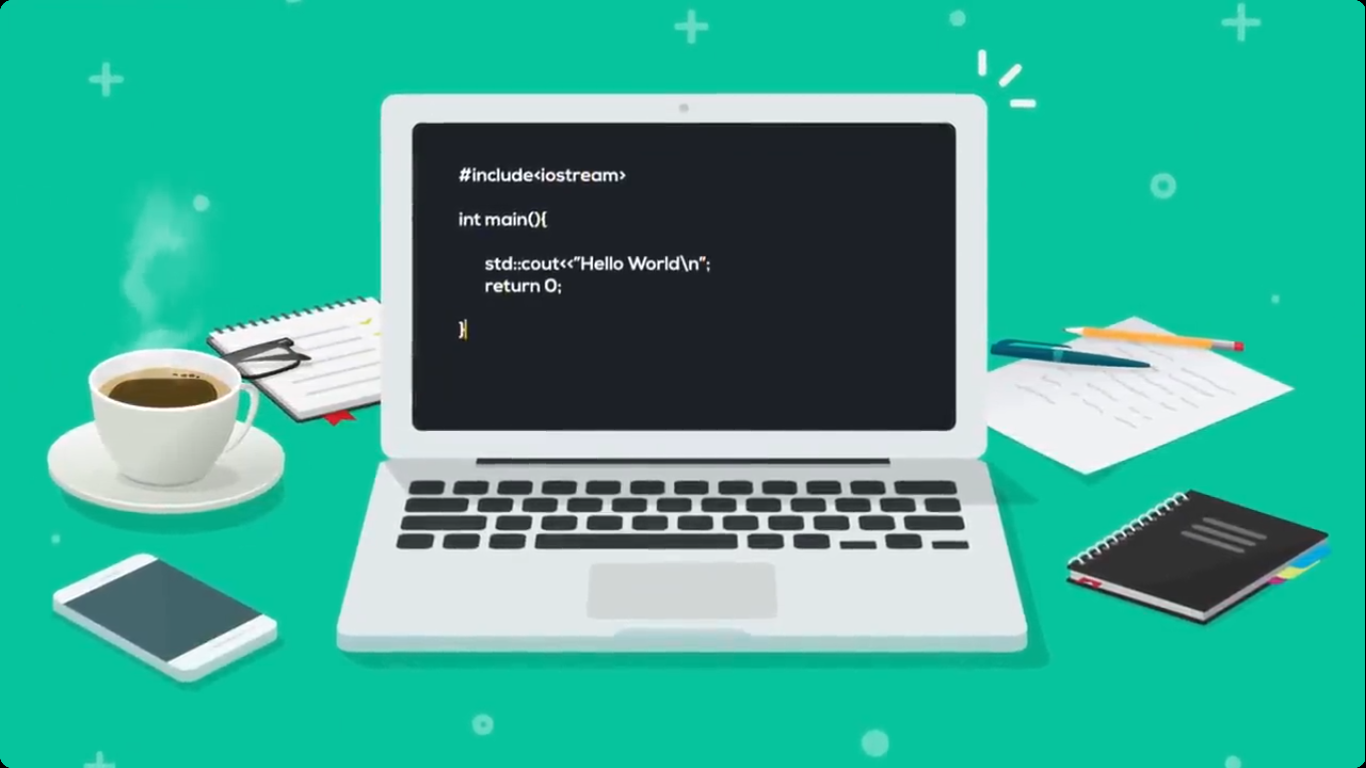 #include<iostream>
int main(){
std::cout<<"Hello World\n";
return 0;
}